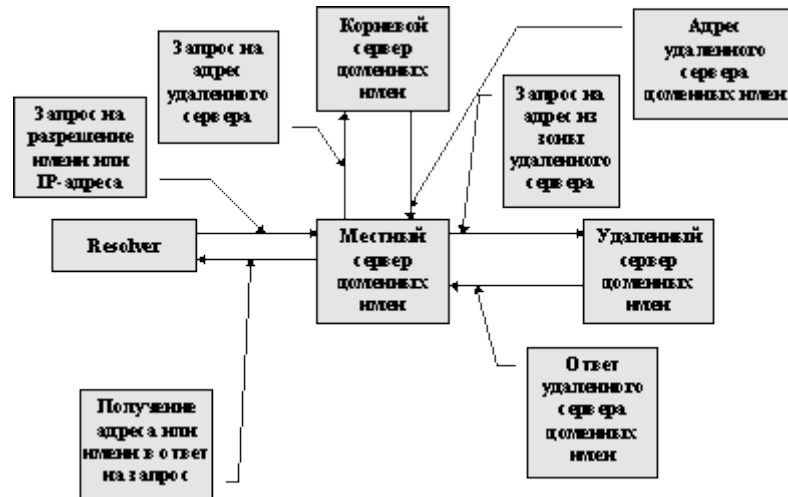 Корневой
сервер
доменных
имен
Адрес
удаленного
сервера
доменных имен
Запрос на
адрес
удаленного
сервера
Запрос на
адрес из
зоны
удаленного
сервера
Запрос на
разрешение
имени или
IP-адреса
Resolver
Местный
сервер
доменных
имен
Удаленный
сервер
доменных
имен
Ответ
удаленного
сервера
доменных
имен
Получение
адреса или
имени в ответ
на запрос